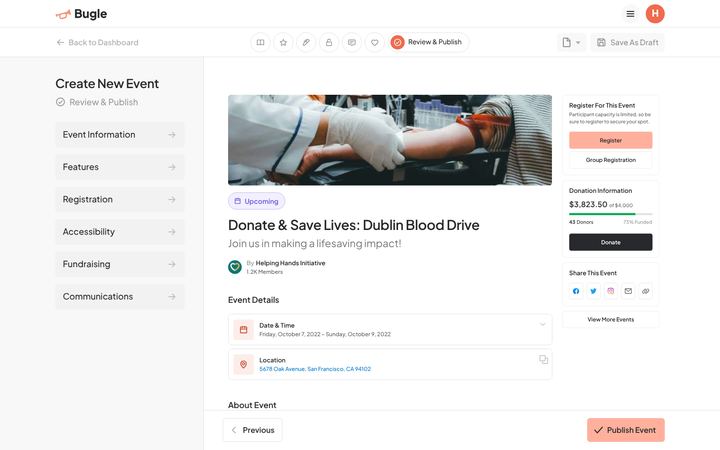 Bugle
H
Back to Dashboard
Review & Publish
Save As Draft
Create New Event
Review & Publish
Event Information
Features
Registration
Accessibility
Fundraising
Communications
Upcoming
Donate & Save Lives: Dublin Blood Drive
Join us in making a lifesaving impact!
By Helping Hands Initiative
1.2K Members
Event Details
Date & Time
Friday, October 7, 2022 – Sunday, October 9, 2022
Location
5678 Oak Avenue, San Francisco, CA 94102
About Event
Register For This Event
Participant capacity is limited, so be
sure to register to secure your spot.
Register
Group Registration
Donation Information
$3,823.50 of $4,000
43 Donors 73% Funded
Donate
Share This Event
View More Events
Previous
Publish Event